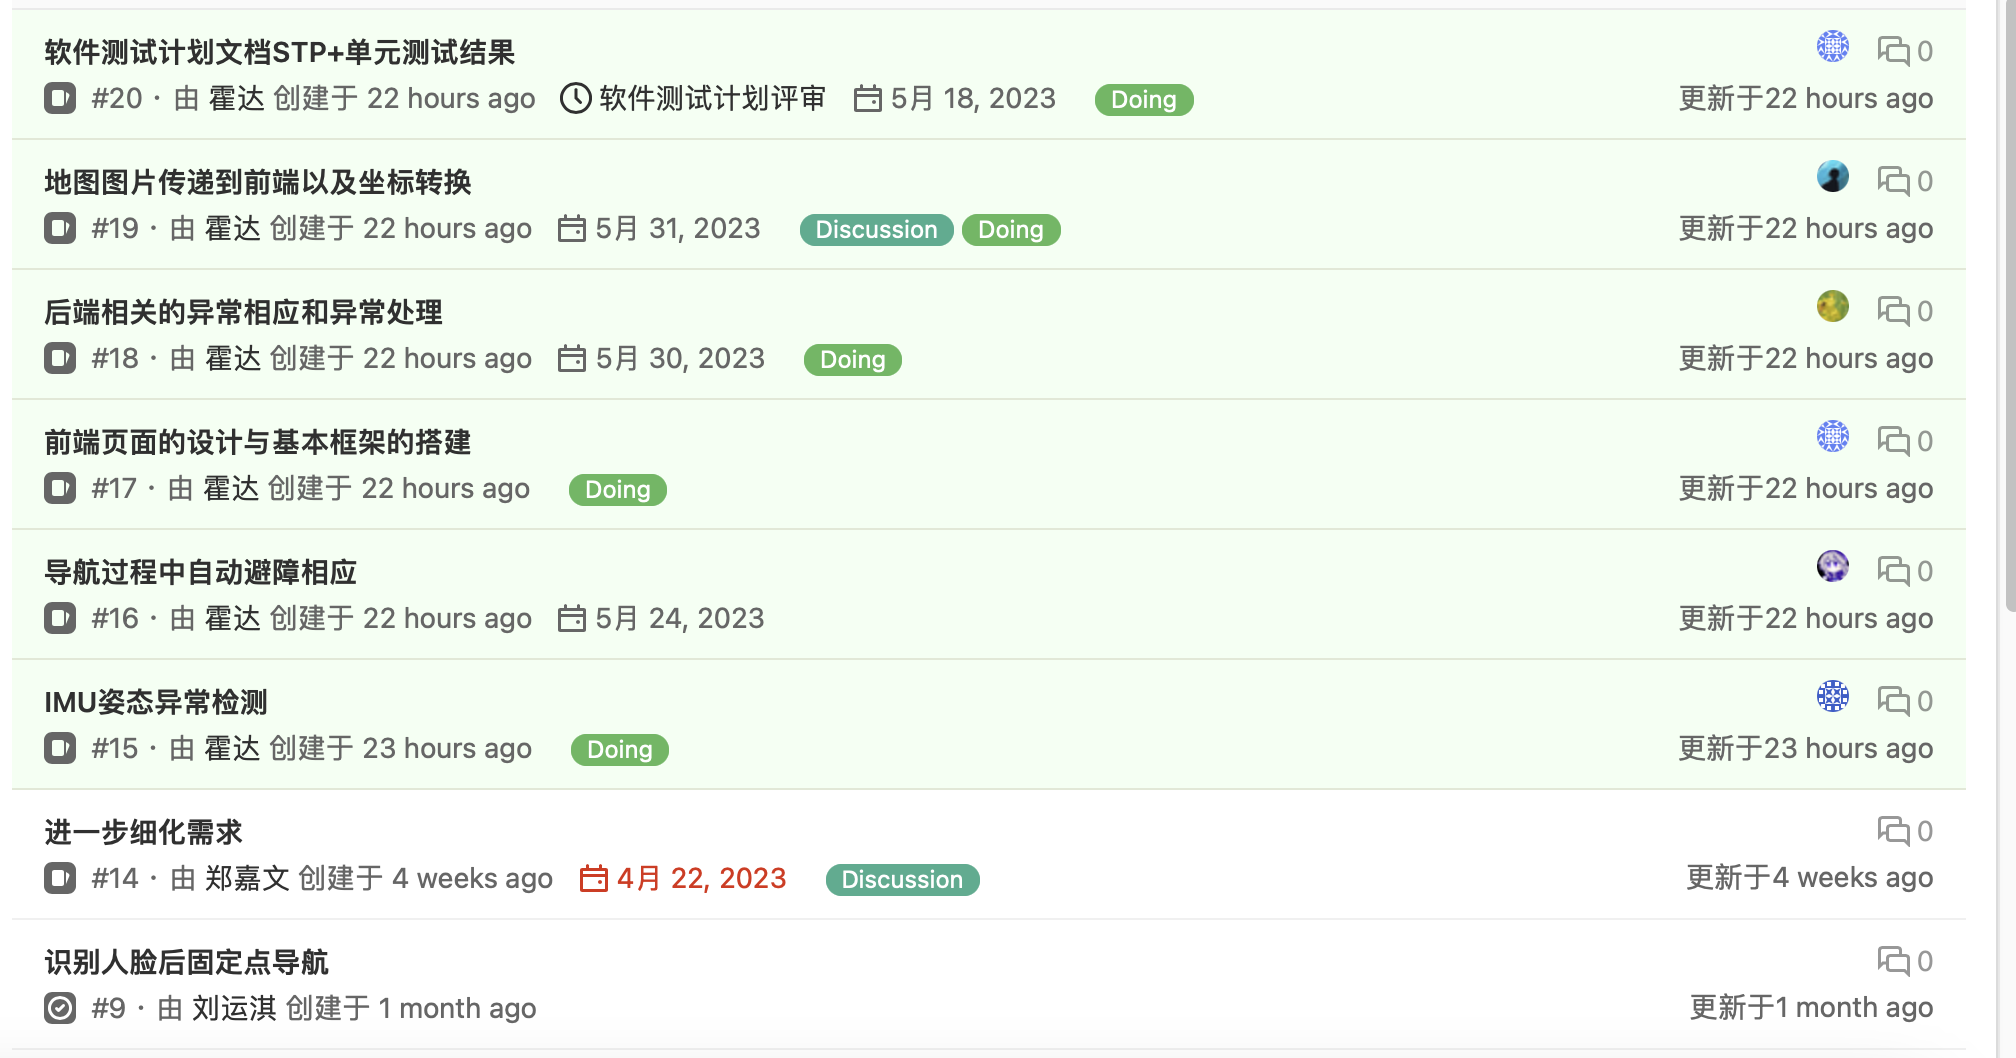 软件测试计划文档STP+单元测试结果
0
#20 · 由 霍达 创建于 22 hours ago 软件测试计划评审 5月 18, 2023 Doing 更新于22 hours ago
地图图片传递到前端以及坐标转换
0
#19 · 由 霍达 创建于 22 hours ago 5月 31, 2023 Discussion Doing 更新于22 hours ago
后端相关的异常相应和异常处理
0
#18 · 由 霍达 创建于 22 hours ago 5月 30, 2023 Doing 更新于22 hours ago
前端页面的设计与基本框架的搭建
0
#17 · 由 霍达 创建于 22 hours ago Doing 更新于22 hours ago
导航过程中自动避障相应
0
#16 · 由 霍达 创建于 22 hours ago 5月 24, 2023 更新于22 hours ago
IMU姿态异常检测
0
#15 · 由 霍达 创建于 23 hours ago Doing 更新于23 hours ago
进一步细化需求
0
#14 · 由 郑嘉文 创建于 4 weeks ago 4月 22, 2023 Discussion 更新于4 weeks ago
识别人脸后固定点导航
0
#9 · 由 刘运淇 创建于 1 month ago 更新于1 month ago